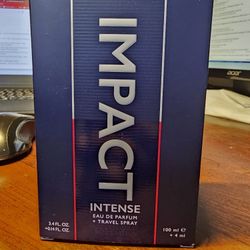 IMPACT
INTENSE
EAU DE PARFUM
+ TRAVEL SPRAY
3.4 FL. OZ.
+0.14 FL. OZ.
100 ml e
+ 4 ml
acer